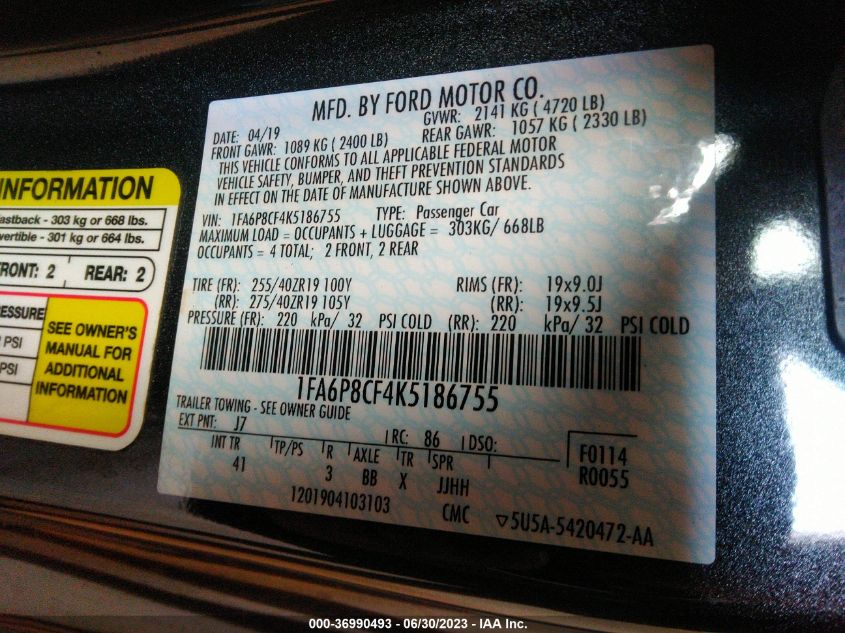 INFORMATION
astback - 303 kg or 668 lbs.
vertible - 301 kg or 664 lbs.
FRONT: 2 REAR: 2
PRESSURE
PSI
PSI
SEE OWNER'S
MANUAL FOR
ADDITIONAL
INFORMATION
MFD. BY FORD MOTOR CO.
DATE: 04/19 GVWR: 2141 KG ( 4720 LB)
FRONT GAWR: 1089 KG ( 2400 LB) REAR GAWR: 1057 KG ( 2330 LB)
THIS VEHICLE CONFORMS TO ALL APPLICABLE FEDERAL MOTOR
VEHICLE SAFETY, BUMPER, AND THEFT PREVENTION STANDARDS
IN EFFECT ON THE DATE OF MANUFACTURE SHOWN ABOVE.
VIN: 1FA6P8CF4K5186755 TYPE: Passenger Car
MAXIMUM LOAD = OCCUPANTS + LUGGAGE = 303KG/ 668LB
OCCUPANTS = 4 TOTAL; 2 FRONT, 2 REAR
TIRE (FR): 255/40ZR19 100Y RIMS (FR): 19x9.0J
(RR): 275/40ZR19 105Y (RR): 19x9.5J
PRESSURE (FR): 220 kPa/ 32 PSI COLD (RR): 220 kPa/ 32 PSI COLD
1FA6P8CF4K5186755
TRAILER TOWING - SEE OWNER GUIDE
EXT PNT: J7 RC: 86 DSO:
INT TR TP/PS R AXLE TR SPR F0114
41 3 BB X JJHH R0055
1201904103103 CMC ▽5U5A-5420472-AA
000-36990493 - 06/30/2023 - IAA Inc.